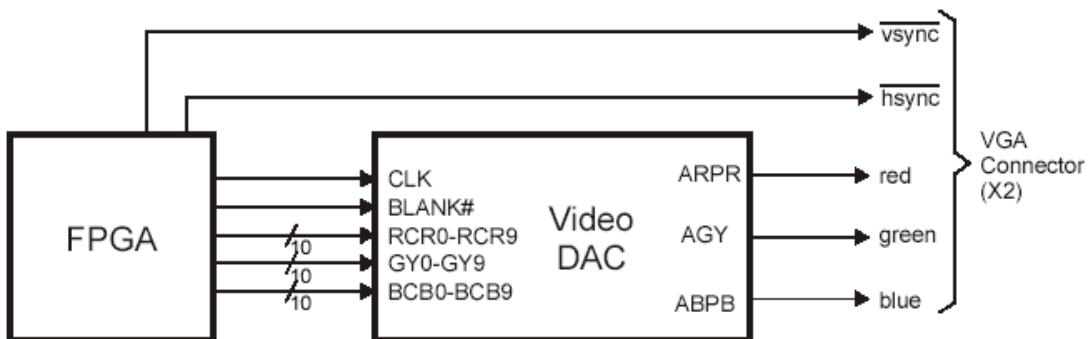 vsync
hsync
FPGA
CLK
BLANK#
RCR0-RCR9
GY0-GY9
BCB0-BCB9
10
10
10
Video
DAC
ARPR
AGY
ABPB
red
green
blue
VGA
Connector
(X2)